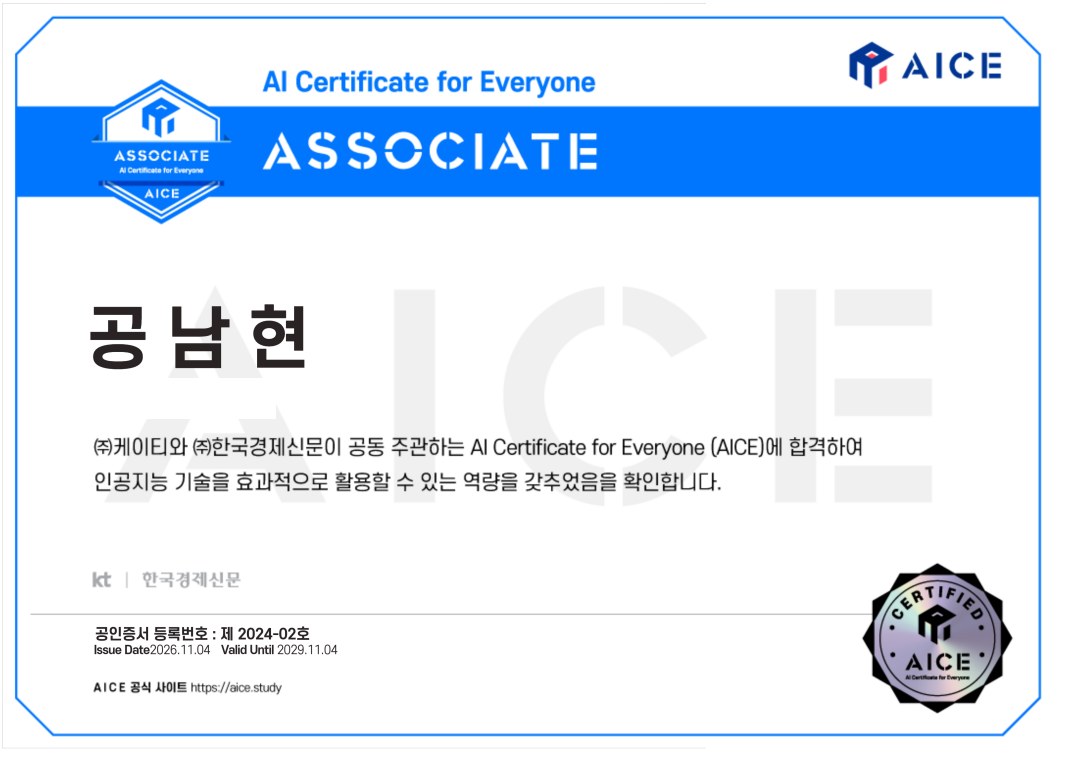 AI Certificate for Everyone
AICE
ASSOCIATE
AI Certificate for Everyone
AICE
ASSOCIATE
AICE
공남현
㈜케이티와 ㈜한국경제신문이 공동 주관하는 AI Certificate for Everyone (AICE)에 합격하여
인공지능 기술을 효과적으로 활용할 수 있는 역량을 갖추었음을 확인합니다.
kt | 한국경제신문
공인증서 등록번호 : 제 2024-02호
Issue Date2026.11.04 Valid Until 2029.11.04
AICE 공식 사이트 https://aice.study
CERTIFIED
AICE
AI Certificate for Everyone